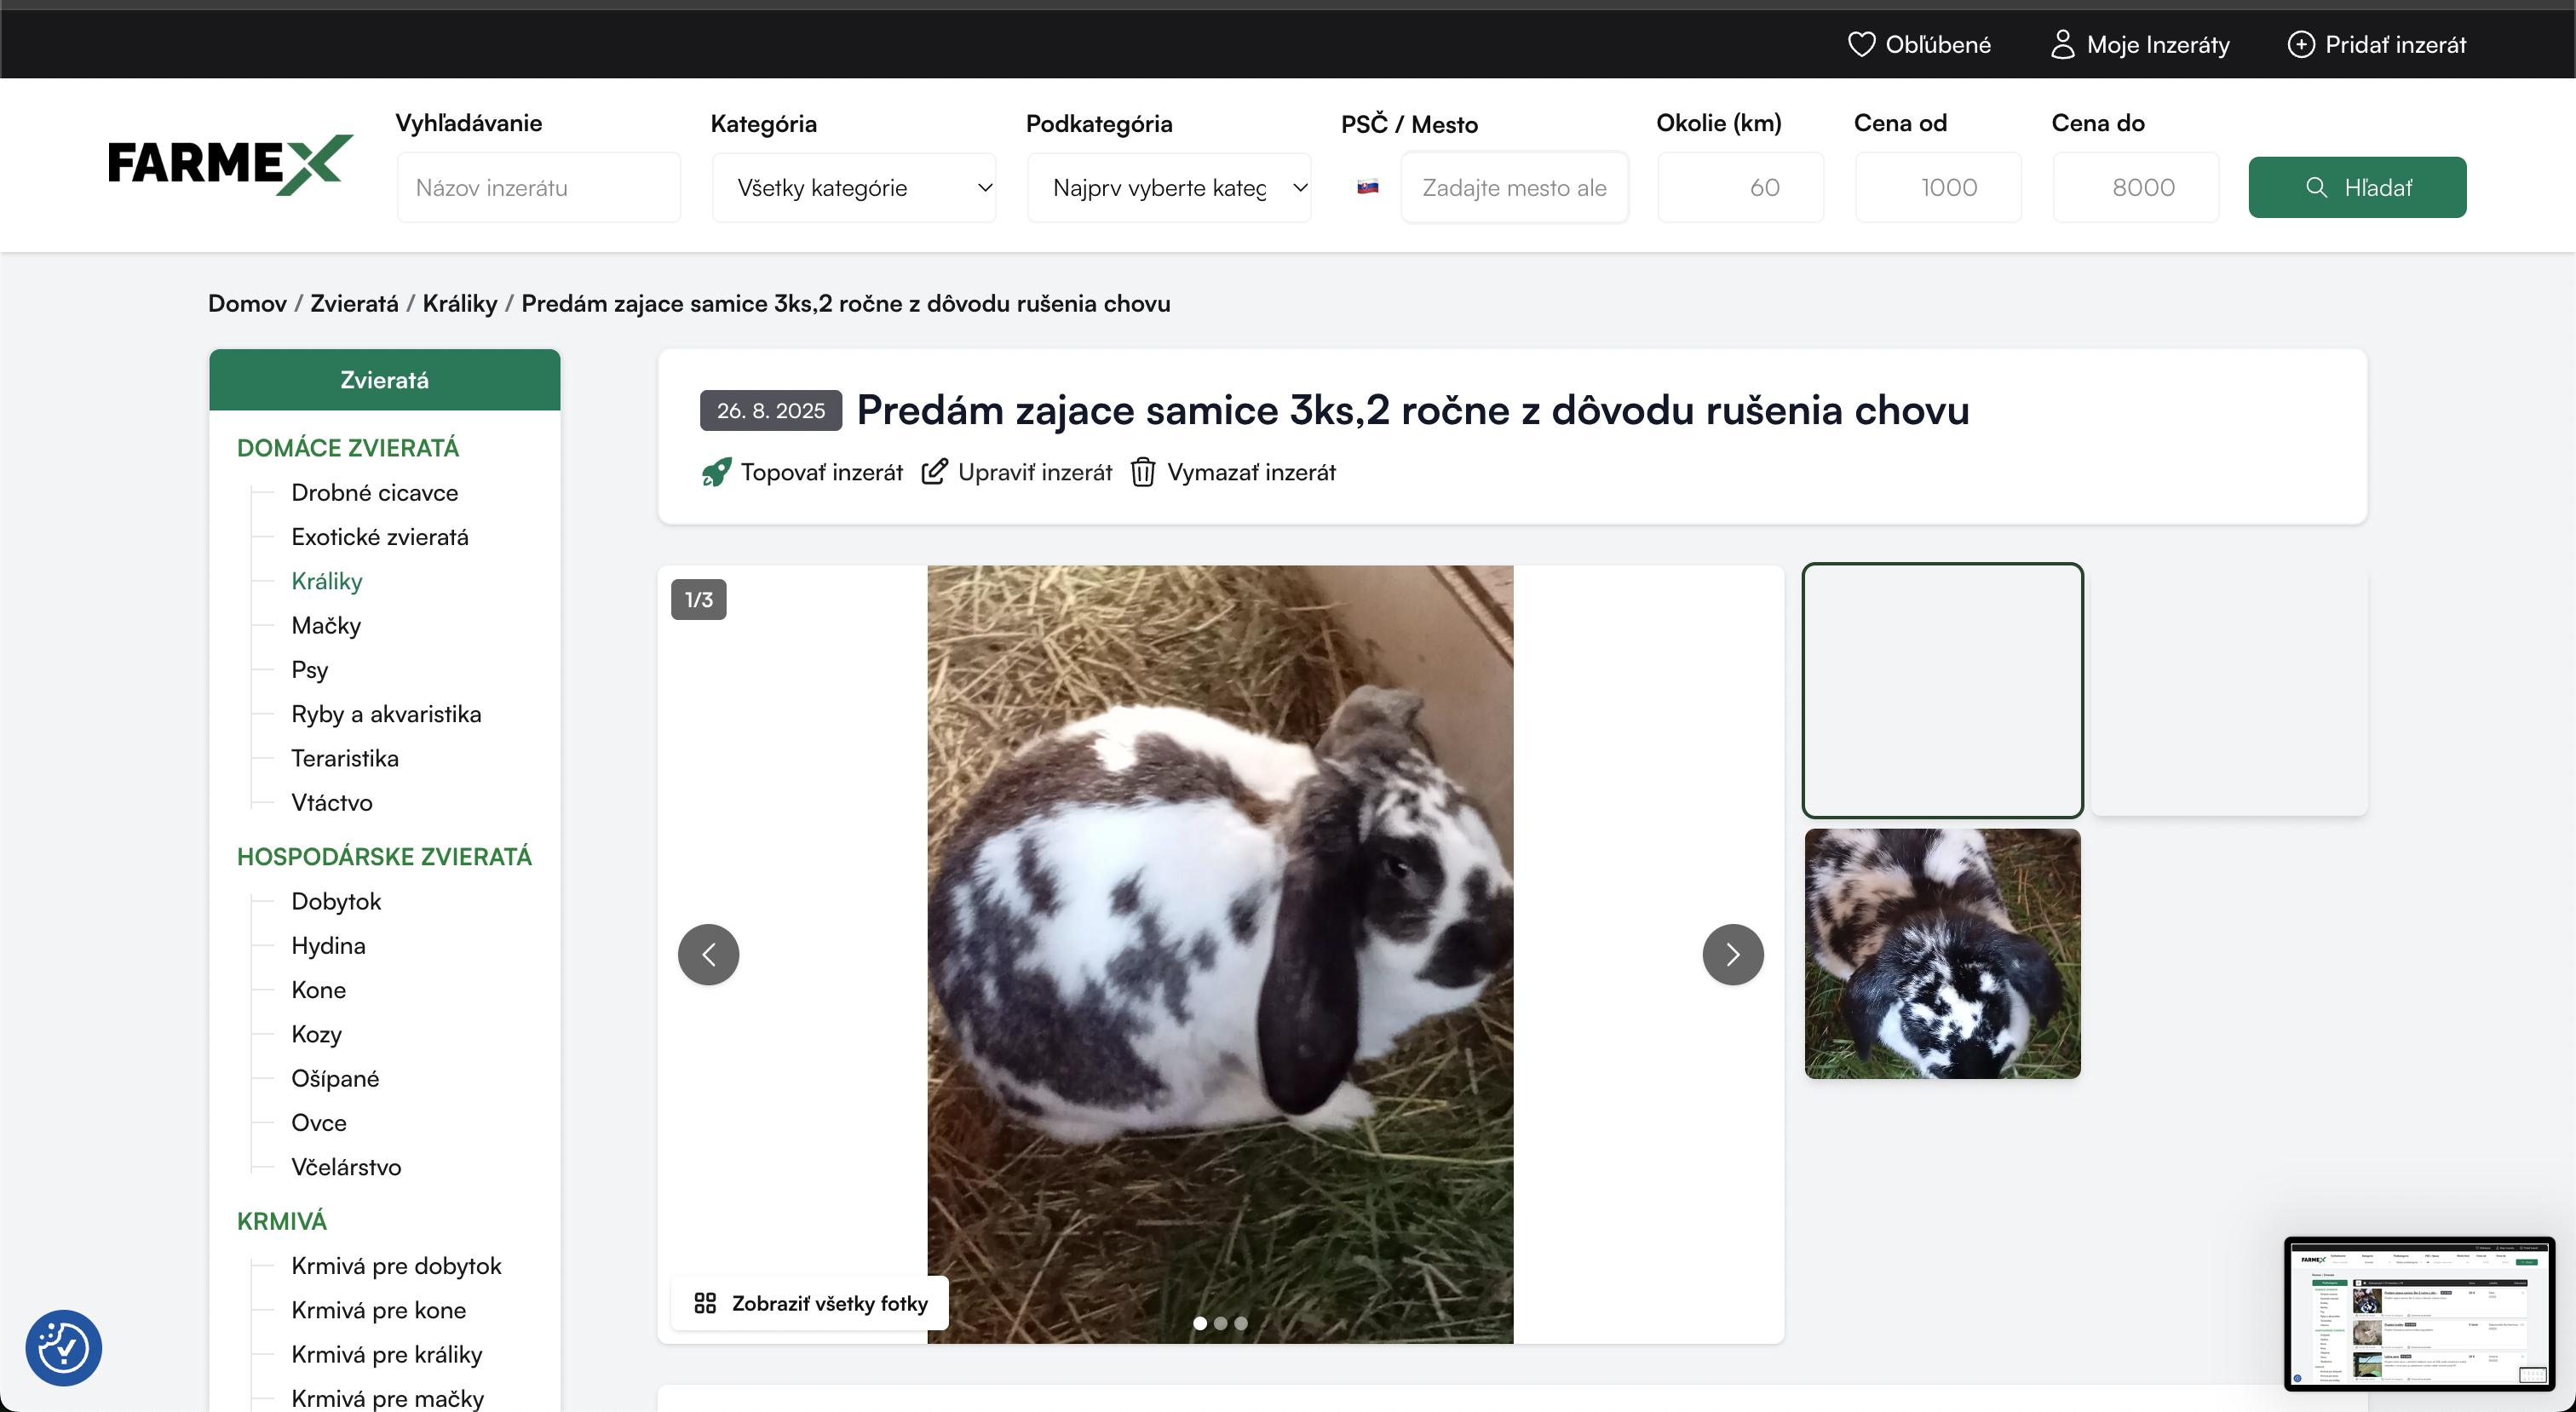 Obľúbené Moje Inzeráty Pridať inzerát
FARMEX
Vyhľadávanie Kategória Podkategória PSČ / Mesto Okolie (km) Cena od Cena do
Názov inzerátu Všetky kategórie Najprv vyberte kateg Zadajte mesto ale 60 1000 8000 Hľadať
Domov / Zvieratá / Králiky / Predám zajace samice 3ks,2 ročne z dôvodu rušenia chovu
Zvieratá
DOMÁCE ZVIERATÁ
Drobné cicavce
Exotické zvieratá
Králiky
Mačky
Psy
Ryby a akvaristika
Teraristika
Vtáctvo
HOSPODÁRSKE ZVIERATÁ
Dobytok
Hydina
Kone
Kozy
Ošípané
Ovce
Včelárstvo
KRMIVÁ
Krmivá pre dobytok
Krmivá pre kone
Krmivá pre králiky
Krmivá pre mačky
26. 8. 2025 Predám zajace samice 3ks,2 ročne z dôvodu rušenia chovu
Topovať inzerát Upraviť inzerát Vymazať inzerát
1/3
Zobraziť všetky fotky
FARMEX